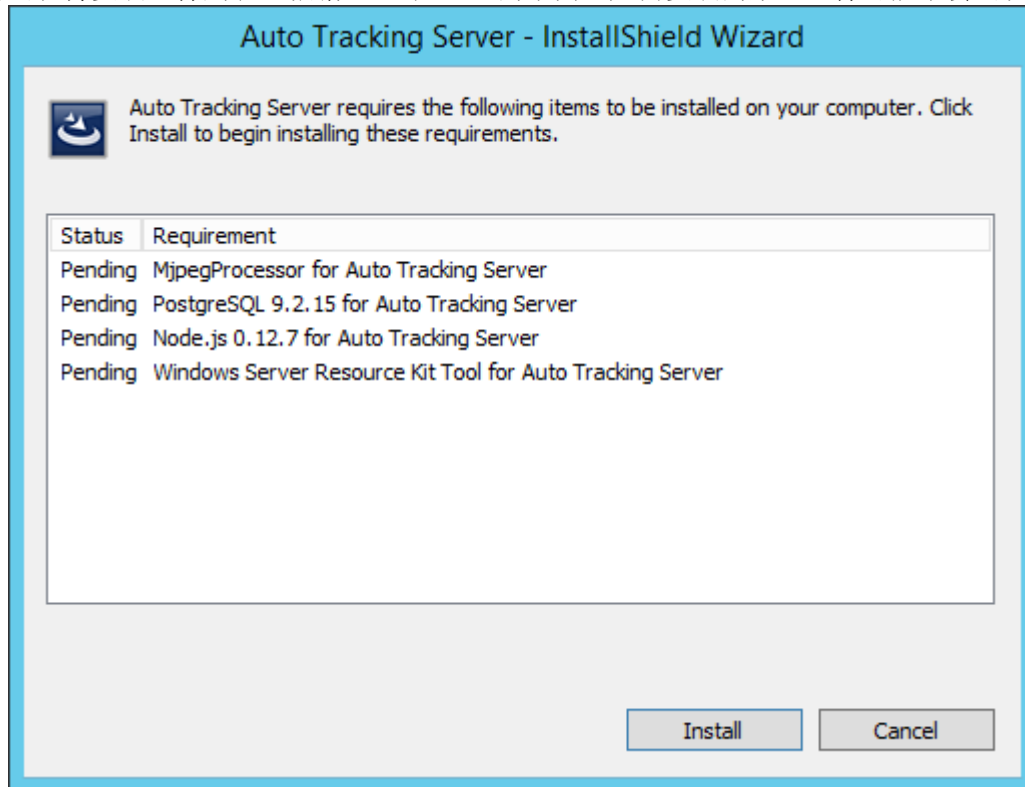 Auto Tracking Server - InstallShield Wizard
Auto Tracking Server requires the following items to be installed on your computer. Click
Install to begin installing these requirements.
Status Requirement
Pending MjpegProcessor for Auto Tracking Server
Pending PostgreSQL 9.2.15 for Auto Tracking Server
Pending Node.js 0.12.7 for Auto Tracking Server
Pending Windows Server Resource Kit Tool for Auto Tracking Server
Install Cancel